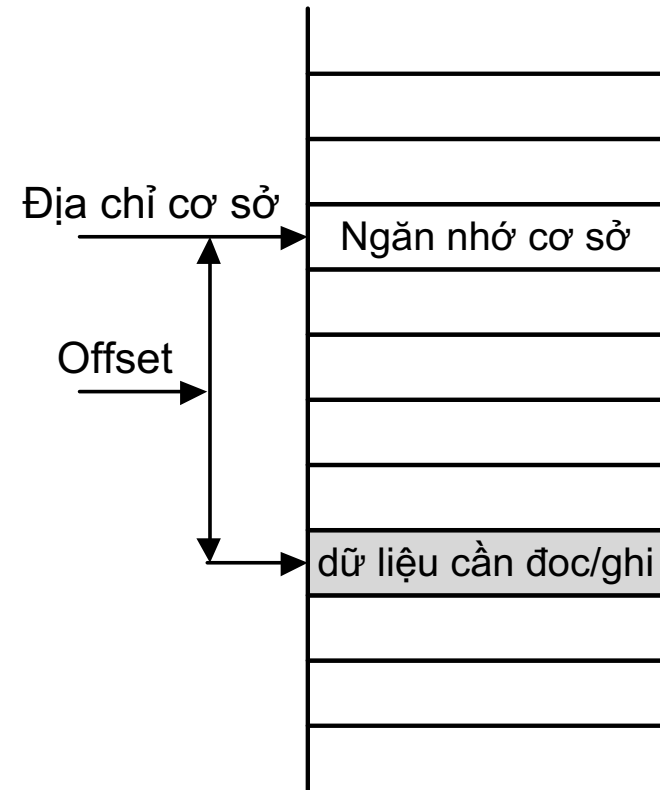 Địa chỉ cơ sở
Ngăn nhớ cơ sở
Offset
dữ liệu cần đoc/ghi